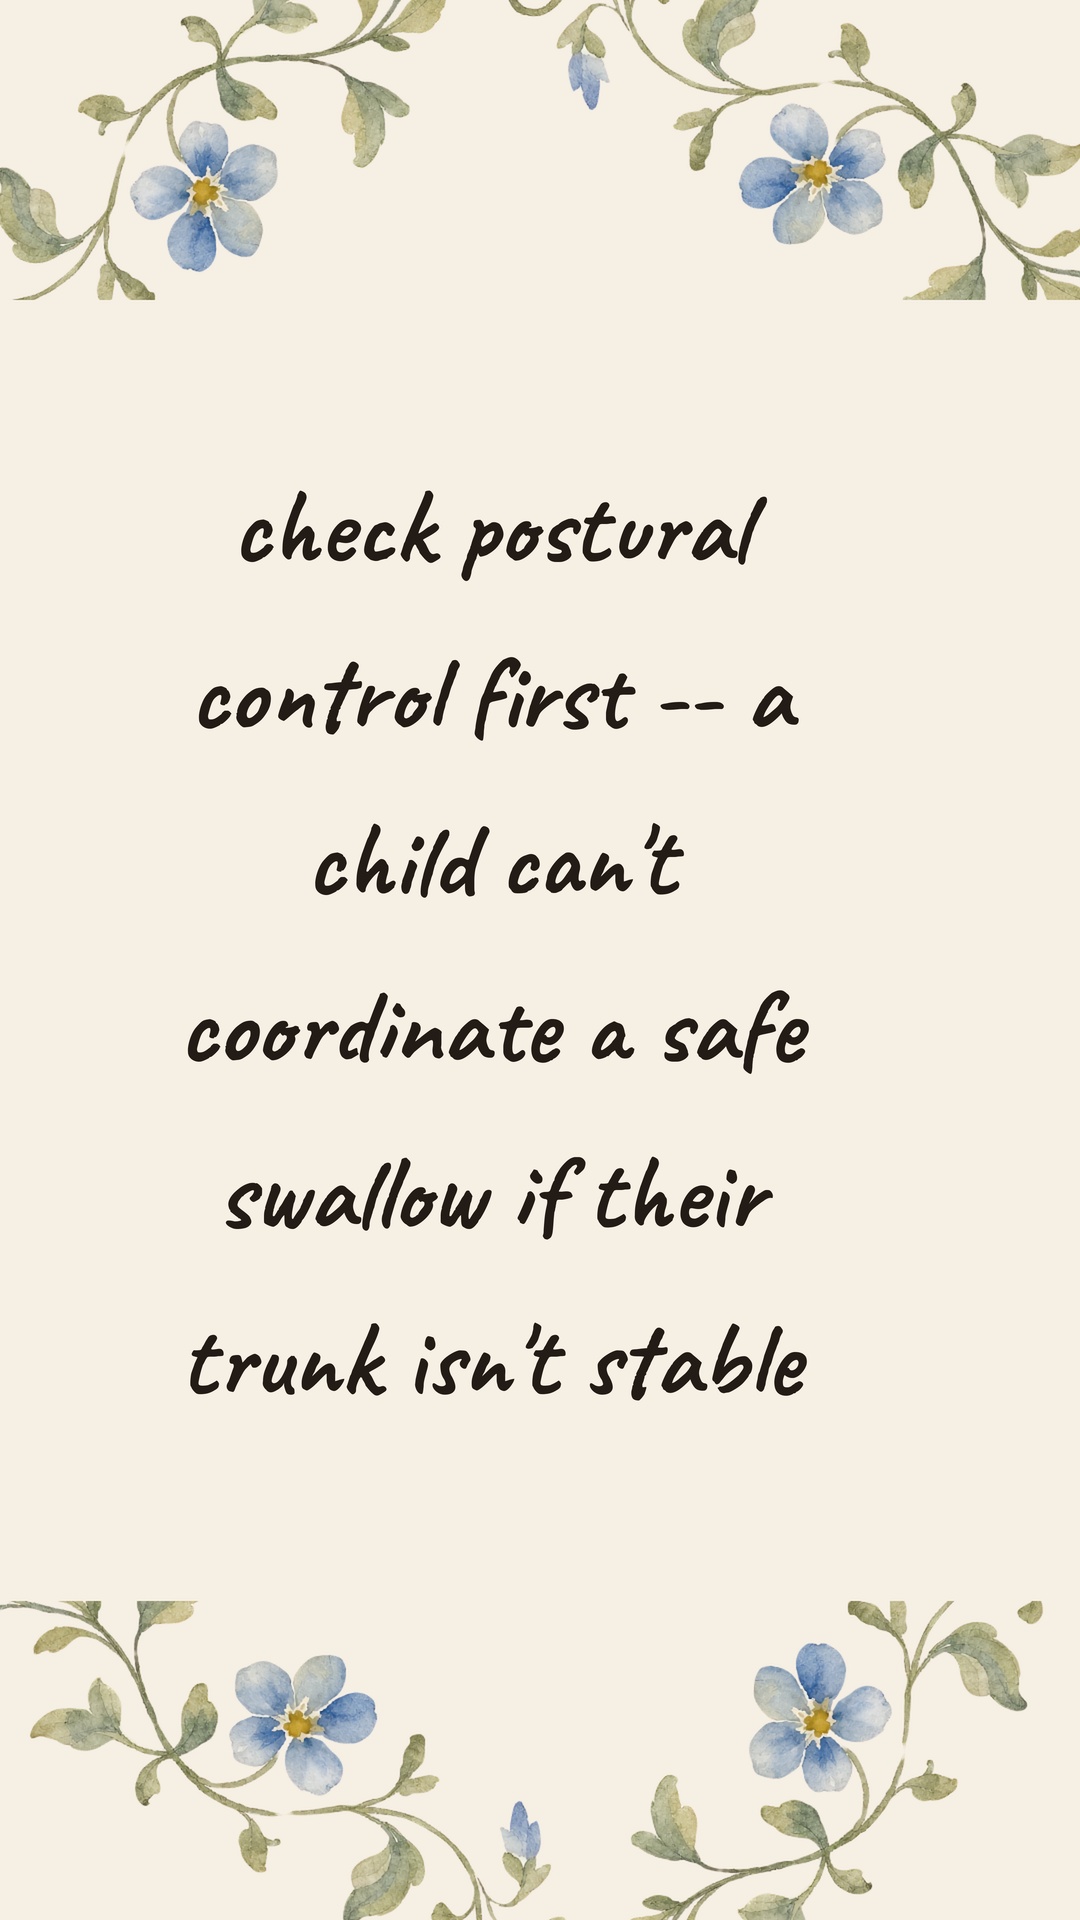 check postural
control first -- a
child can't
coordinate a safe
swallow if their
trunk isn't stable